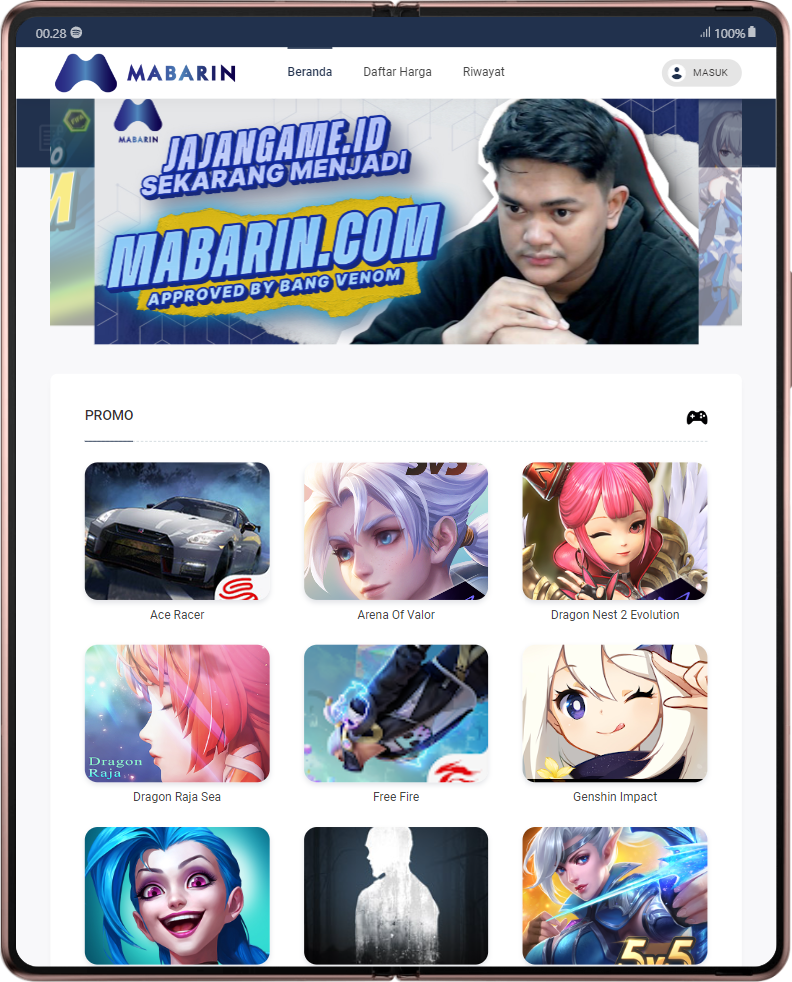 00.28
100%
MABARIN
Beranda
Daftar Harga
Riwayat
MASUK
MABARIN
JAJANGAME.ID
SEKARANG MENJADI
MABARIN.COM
APPROVED BY BANG VENOM
PROMO
5V5
Ace Racer
Arena Of Valor
Dragon Nest 2 Evolution
Dragon
Raja
Dragon Raja Sea
Free Fire
Genshin Impact
5v5